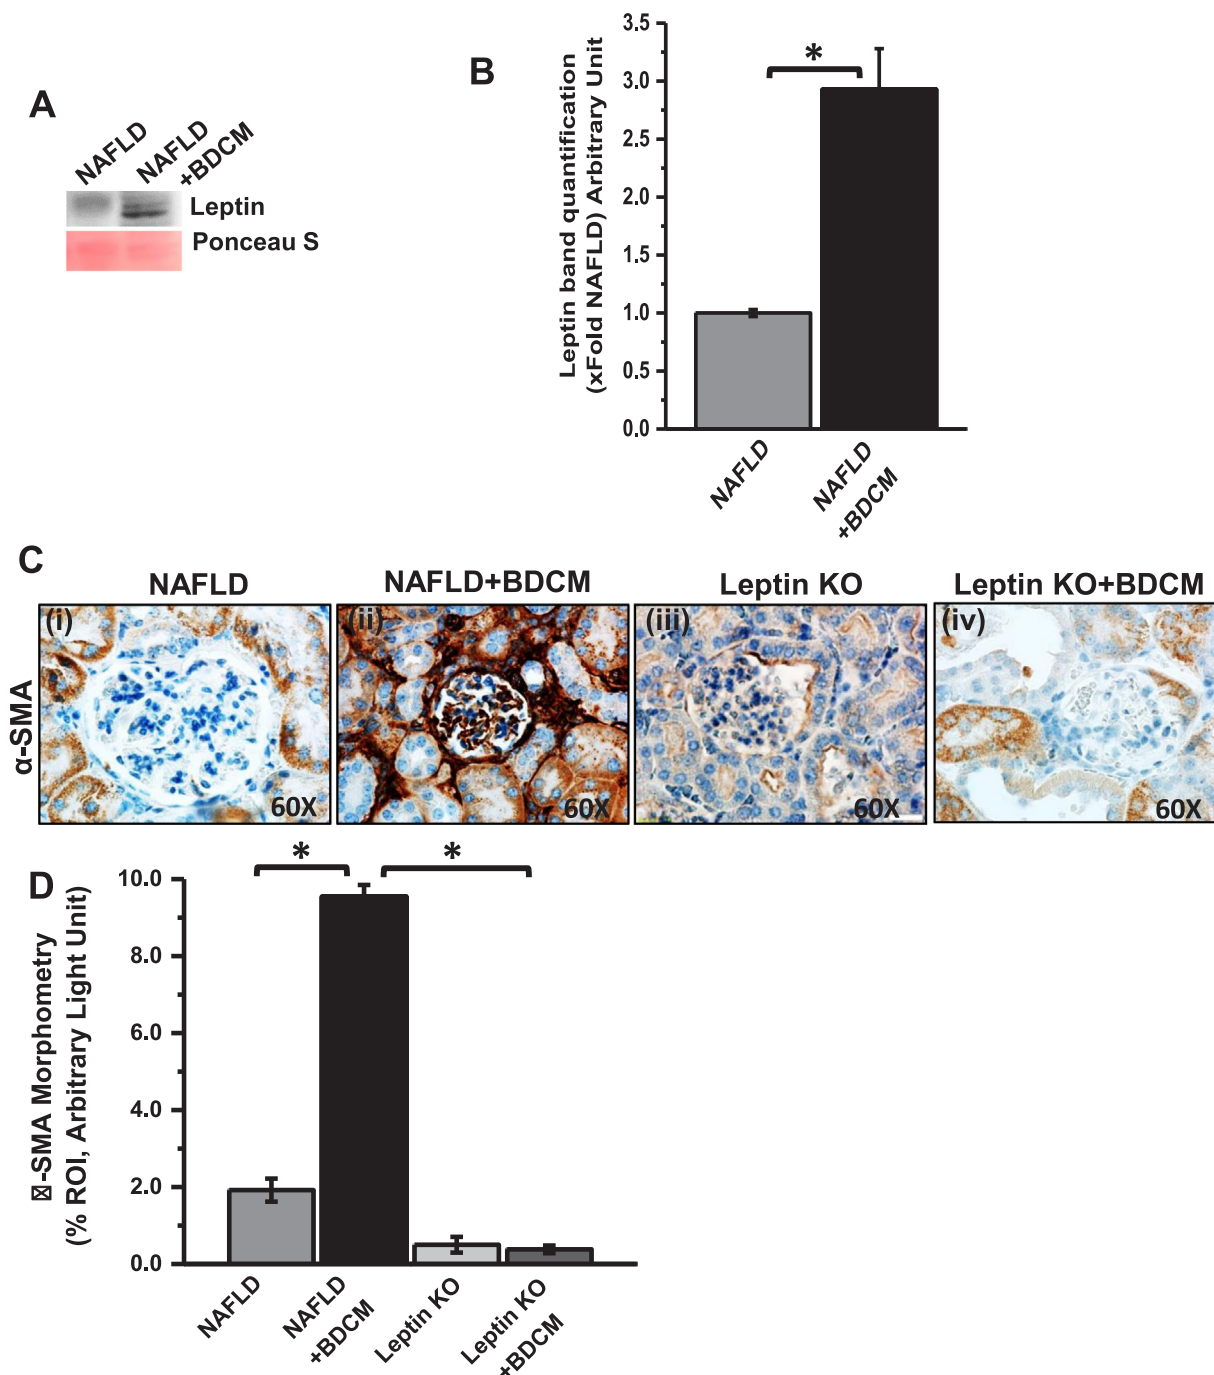 A
NAFLD
NAFLD
+BDCM
Leptin
Ponceau S
B
Leptin band quantification
(xFold NAFLD) Arbitrary Unit
3.5
3.0
2.5
2.0
1.5
1.0
0.5
0.0
*
NAFLD
NAFLD
+BDCM
C
NAFLD
NAFLD+BDCM
Leptin KO
Leptin KO+BDCM
α-SMA
(i)
(ii)
(iii)
(iv)
60X
60X
60X
60X
D
☒-SMA Morphometry
(% ROI, Arbitrary Light Unit)
10.0
8.0
6.0
4.0
2.0
0.0
*
*
NAFLD
NAFLD
+BDCM
Leptin KO
Leptin KO
+BDCM